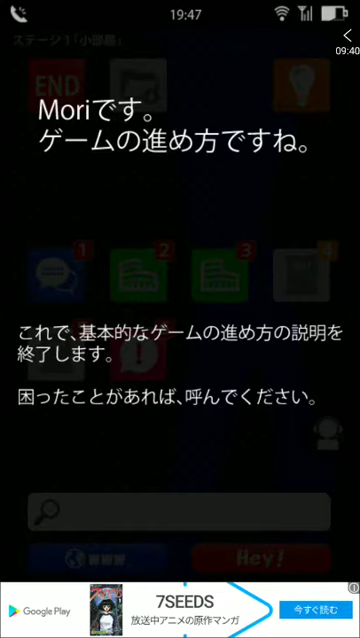 19:47
ステージ1「小部屋」
09:40
END
Moriです。
ゲームの進め方ですね。
1
2
3
4
これで、基本的なゲームの進め方の説明を
終了します。
困ったことがあれば、呼んでください。
Hey!
Google Play
7SEEDS
放送中アニメの原作マンガ
今すぐ読む